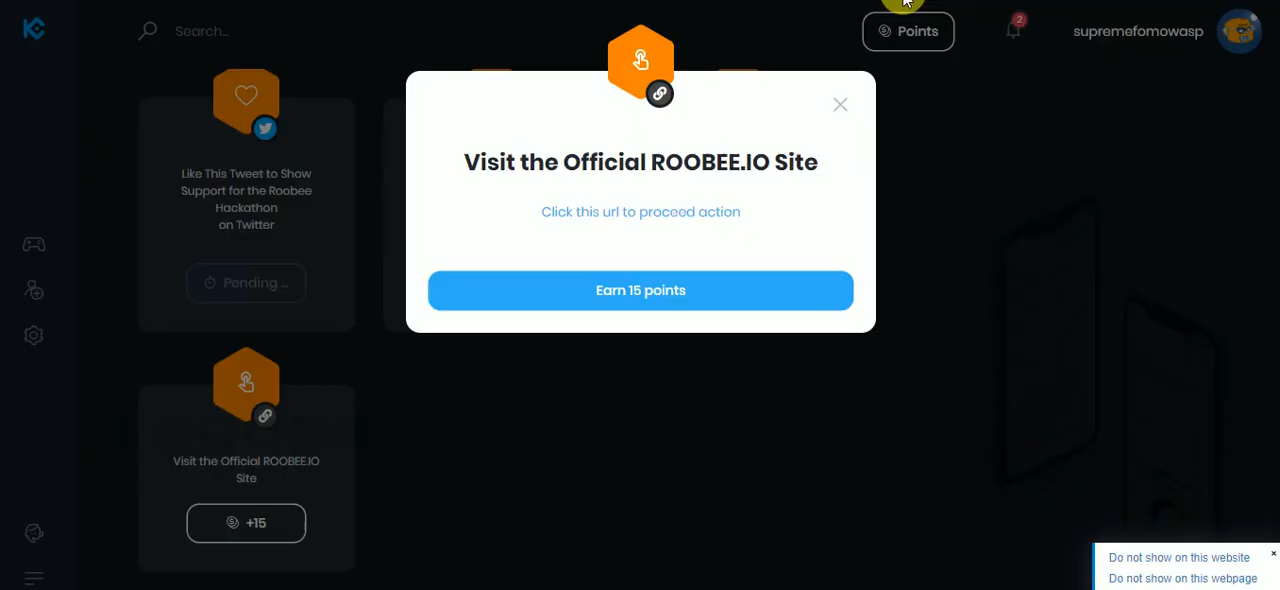 Search...
Points
2
supremefomowasp
Visit the Official ROOBEE.IO Site
Click this url to proceed action
Earn 15 points
Like This Tweet to Show
Support for the Roobee
Hackathon
on Twitter
Pending ...
Visit the Official ROOBEE.IO
Site
+15
Do not show on this website
Do not show on this webpage